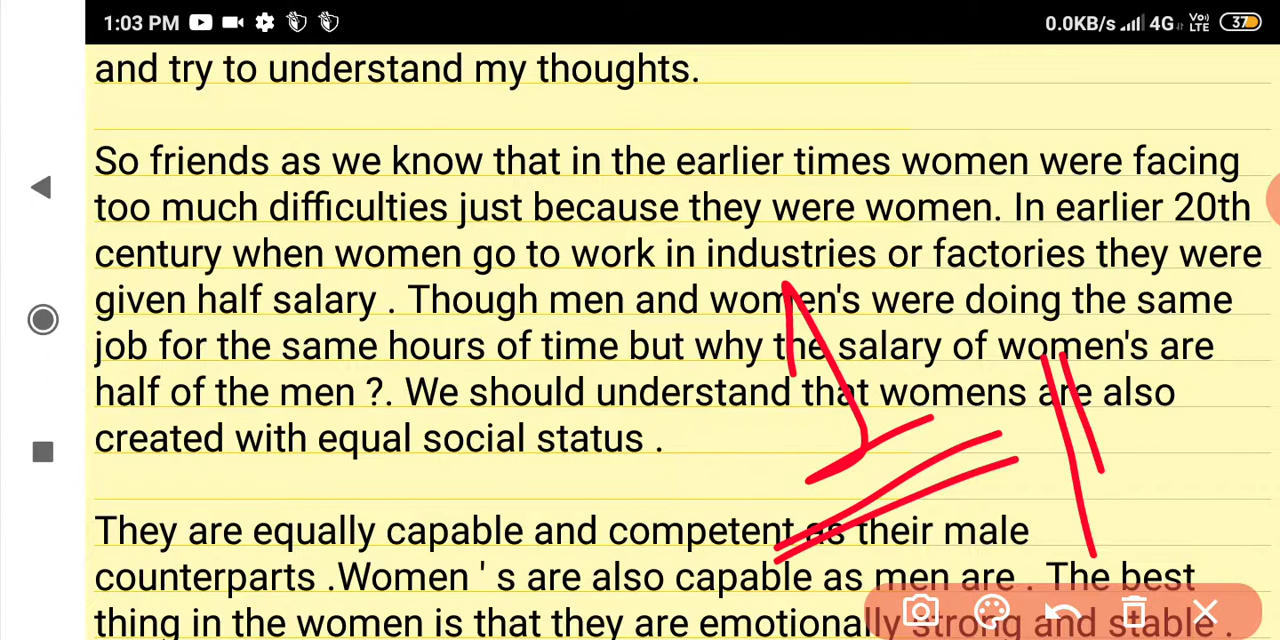 1:03 PM 0.0KB/s 4G Vo) LTE 37
and try to understand my thoughts.
So friends as we know that in the earlier times women were facing
too much difficulties just because they were women. In earlier 20th
century when women go to work in industries or factories they were
given half salary . Though men and women's were doing the same
job for the same hours of time but why the salary of women's are
half of the men ?. We should understand that womens are also
created with equal social status .
They are equally capable and competent as their male
counterparts .Women ' s are also capable as men are . The best
thing in the women is that they are emotionally strong and stable .